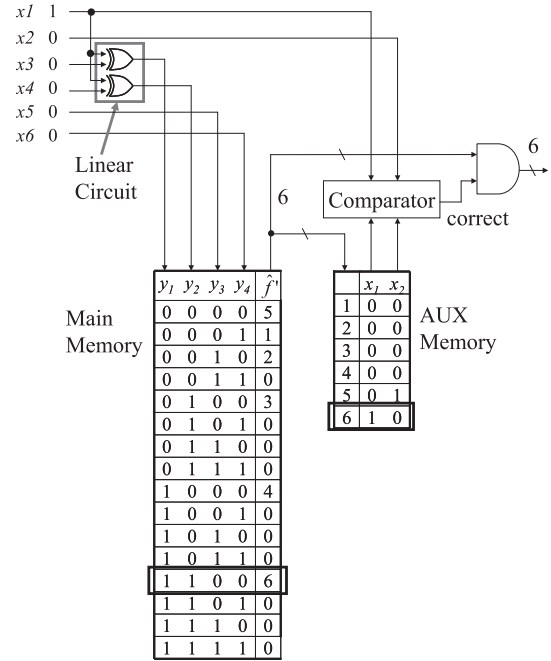 x1 1
x2 0
x3 0
x4 0
x5 0
x6 0
Linear
Circuit
6
6
Comparator
correct
Main
Memory
y1 y2 y3 y4 f̂'
0 0 0 0 5
0 0 0 1 1
0 0 1 0 2
0 0 1 1 0
0 1 0 0 3
0 1 0 1 0
0 1 1 0 0
0 1 1 1 0
1 0 0 0 4
1 0 0 1 0
1 0 1 0 0
1 0 1 1 0
1 1 0 0 6
1 1 0 1 0
1 1 1 0 0
1 1 1 1 0
x1 x2
1 0 0
2 0 0
3 0 0
4 0 0
5 0 1
6 1 0
AUX
Memory